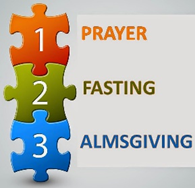 1 PRAYER
2 FASTING
3 ALMSGIVING